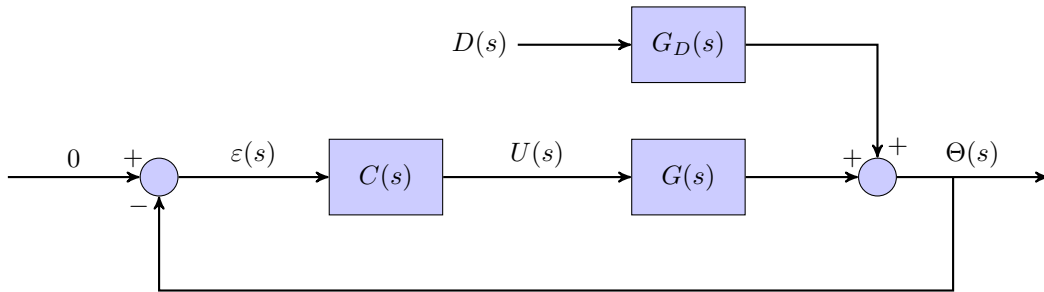 D(s)
G_D(s)
0
+
−
ε(s)
C(s)
U(s)
G(s)
+
+
Θ(s)